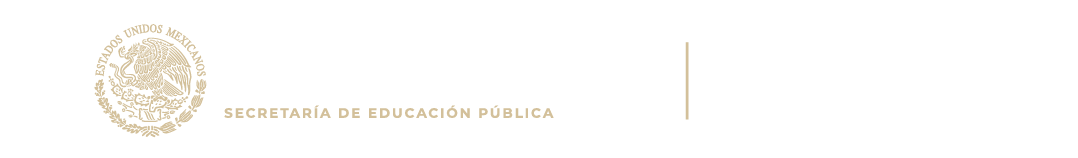 ESTADOS UNIDOS MEXICANOS
SECRETARÍA DE EDUCACIÓN PÚBLICA